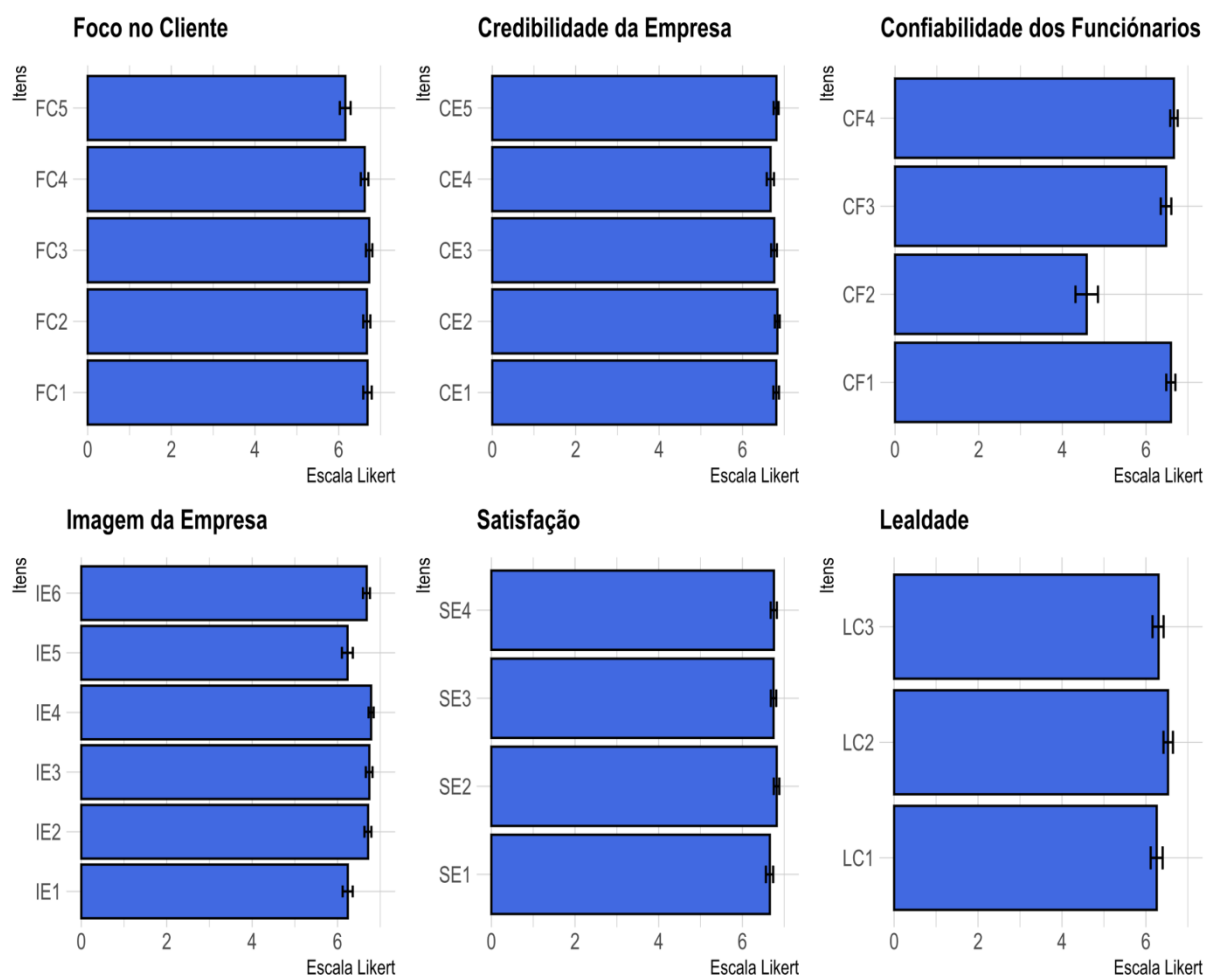 Foco no Cliente
Itens
FC5
FC4
FC3
FC2
FC1
0 2 4 6
Escala Likert
Credibilidade da Empresa
Itens
CE5
CE4
CE3
CE2
CE1
0 2 4 6
Escala Likert
Confiabilidade dos Funciónarios
Itens
CF4
CF3
CF2
CF1
0 2 4 6
Escala Likert
Imagem da Empresa
Itens
IE6
IE5
IE4
IE3
IE2
IE1
0 2 4 6
Escala Likert
Satisfação
Itens
SE4
SE3
SE2
SE1
0 2 4 6
Escala Likert
Lealdade
Itens
LC3
LC2
LC1
0 2 4 6
Escala Likert